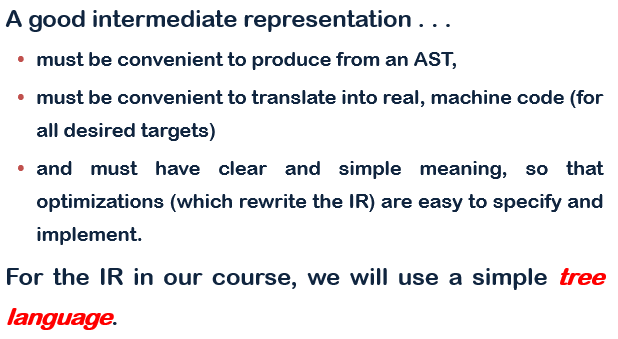 A good intermediate representation . . .
• must be convenient to produce from an AST,
• must be convenient to translate into real, machine code (for
all desired targets)
• and must have clear and simple meaning, so that
optimizations (which rewrite the IR) are easy to specify and
implement.
For the IR in our course, we will use a simple tree
language.